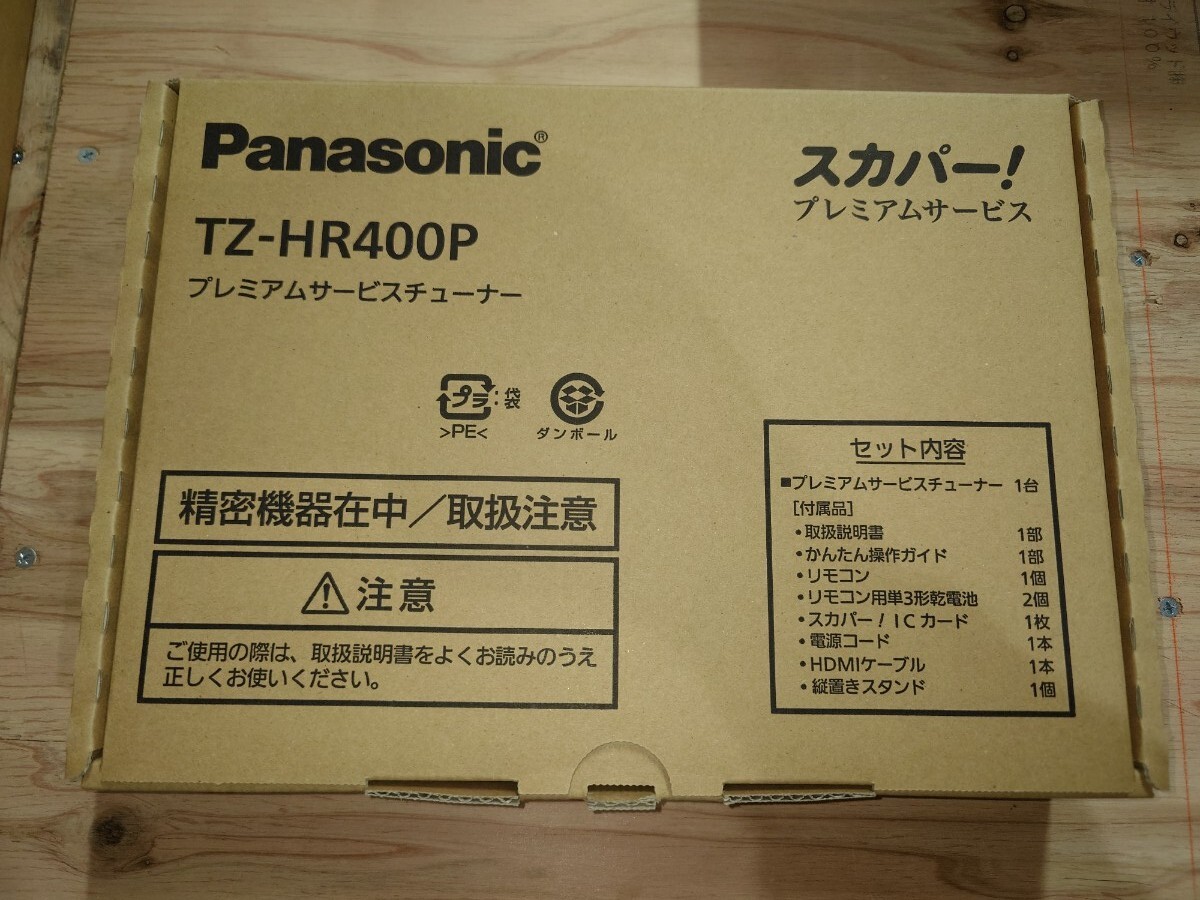 Panasonic®
スカパー!
プレミアムサービス
TZ-HR400P
プレミアムサービスチューナー
プラ:袋
>PE<
ダンボール
精密機器在中/取扱注意
注意
ご使用の際は、取扱説明書をよくお読みのうえ
正しくお使いください。
セット内容
■プレミアムサービスチューナー 1台
[付属品]
・取扱説明書 1部
・かんたん操作ガイド 1部
・リモコン 1個
・リモコン用単3形乾電池 2個
・スカパー!ICカード 1枚
・電源コード 1本
・HDMIケーブル 1本
・縦置きスタンド 1個